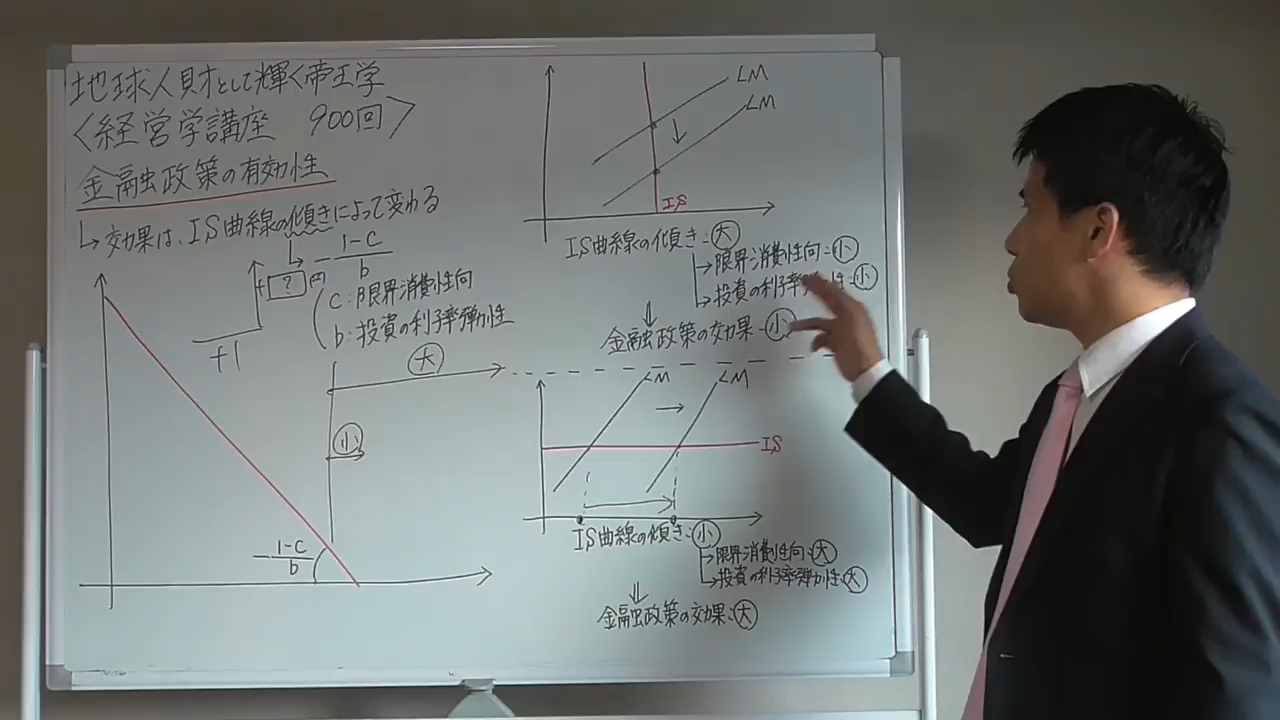 地球人財として輝く帝王学
<経営学講座 900回>
金融政策の有効性
↳効果は、IS曲線の傾きによって変わる
→ - 1-C/b
+ ?
+1
C:限界消費性向
b:投資の利子率弾力性
大
小
- 1-C/b
LM
LM
IS
IS曲線の傾き:大
→限界消費性向:小
→投資の利子率弾力性:小
⇓
金融政策の効果:小
LM
LM
→
IS
IS曲線の傾き:小
→限界消費性向:大
→投資の利子率弾力性:大
⇓
金融政策の効果:大